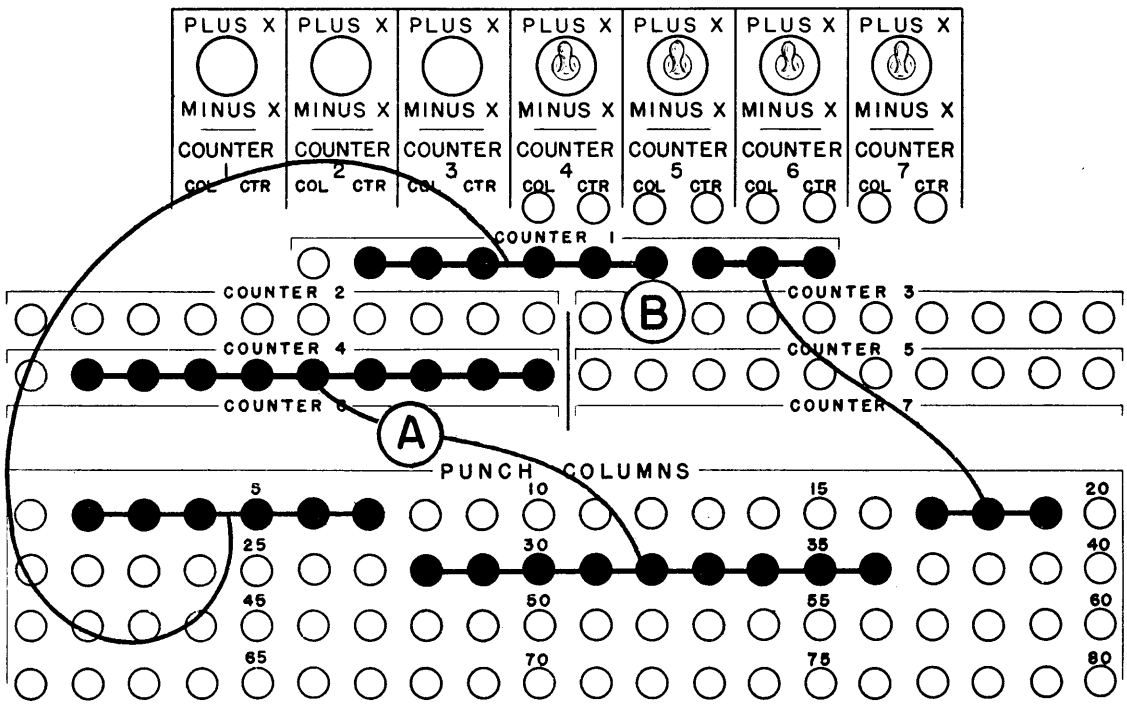 PLUS X PLUS X PLUS X PLUS X PLUS X PLUS X PLUS X
MINUS X MINUS X MINUS X MINUS X MINUS X MINUS X MINUS X
COUNTER COUNTER COUNTER COUNTER COUNTER COUNTER COUNTER
1 2 3 4 5 6 7
COL CTR COL CTR COL CTR COL CTR COL CTR COL CTR COL CTR
COUNTER 1
COUNTER 2 COUNTER 3
B
COUNTER 4 COUNTER 5
COUNTER 6 COUNTER 7
A
PUNCH COLUMNS
5 10 15 20
25 30 35 40
45 50 55 60
65 70 75 80